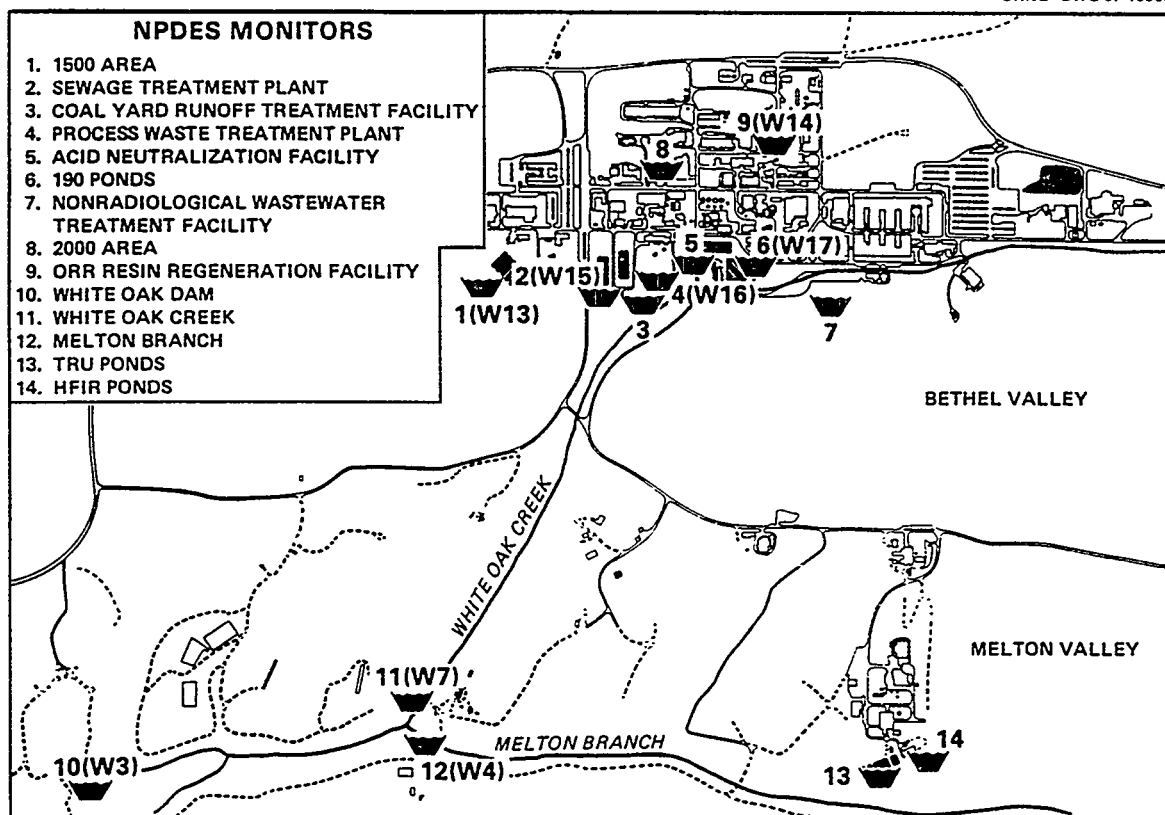 NPDES MONITORS
1. 1500 AREA
2. SEWAGE TREATMENT PLANT
3. COAL YARD RUNOFF TREATMENT FACILITY
4. PROCESS WASTE TREATMENT PLANT
5. ACID NEUTRALIZATION FACILITY
6. 190 PONDS
7. NONRADIOLOGICAL WASTEWATER
TREATMENT FACILITY
8. 2000 AREA
9. ORR RESIN REGENERATION FACILITY
10. WHITE OAK DAM
11. WHITE OAK CREEK
12. MELTON BRANCH
13. TRU PONDS
14. HFIR PONDS
9(W14)
8
5
6(W17)
2(W15)
4(W16)
1(W13)
3
7
BETHEL VALLEY
WHITE OAK CREEK
MELTON VALLEY
11(W7)
MELTON BRANCH
14
10(W3)
12(W4)
13